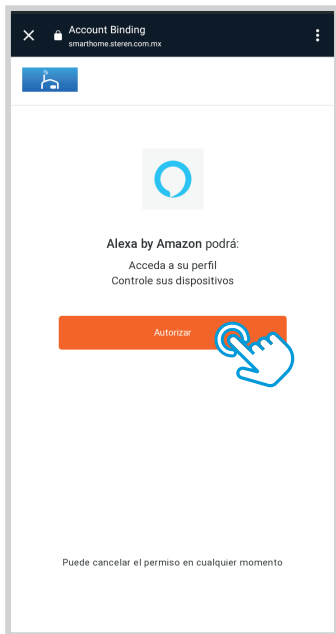 Account Binding
smarthome.steren.com.mx
Alexa by Amazon podrá:
Acceda a su perfil
Controle sus dispositivos
Autorizar
Puede cancelar el permiso en cualquier momento